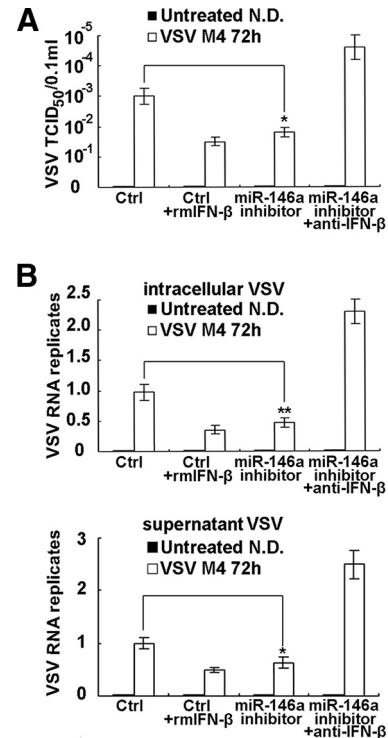 A
■ Untreated N.D.
□ VSV M4 72h
VSV TCID50/0.1ml
10-5
10-4
10-3
10-2
10-1
0
*
Ctrl
Ctrl
+rmIFN-β
miR-146a
inhibitor
miR-146a
inhibitor
+anti-IFN-β
B
intracellular VSV
■ Untreated N.D.
□ VSV M4 72h
VSV RNA replicates
2.5
2.0
1.5
1.0
0.5
0
**
Ctrl
Ctrl
+rmIFN-β
miR-146a
inhibitor
miR-146a
inhibitor
+anti-IFN-β
supernatant VSV
■ Untreated N.D.
□ VSV M4 72h
VSV RNA replicates
3
2
1
0
*
Ctrl
Ctrl
+rmIFN-β
miR-146a
inhibitor
miR-146a
inhibitor
+anti-IFN-β